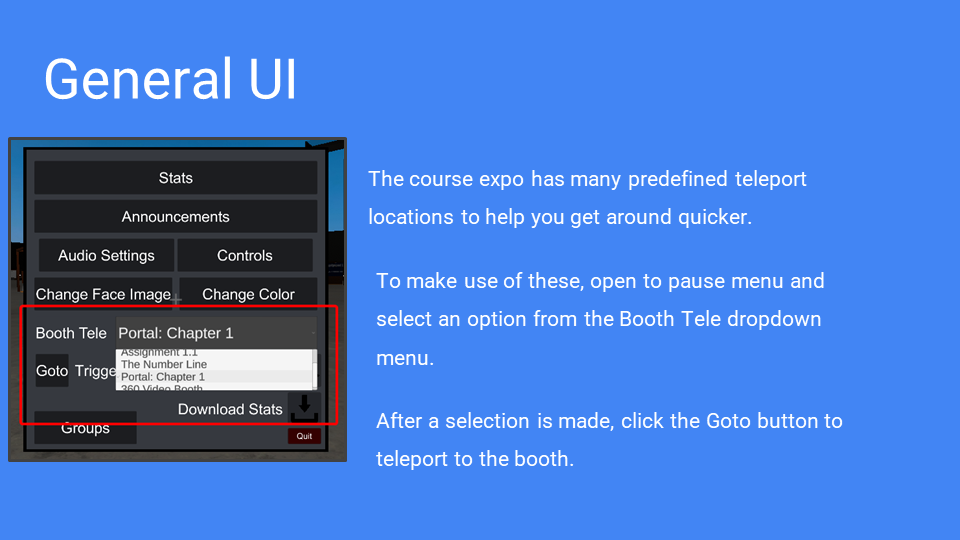 General UI
Stats
Announcements
Audio Settings
Controls
Change Face Image
Change Color
Booth Tele
Portal: Chapter 1
Assignment 1.1
The Number Line
Portal: Chapter 1
360 Video Booth
Goto
Trigge
Download Stats
Groups
Quit
The course expo has many predefined teleport
locations to help you get around quicker.
To make use of these, open to pause menu and
select an option from the Booth Tele dropdown
menu.
After a selection is made, click the Goto button to
teleport to the booth.